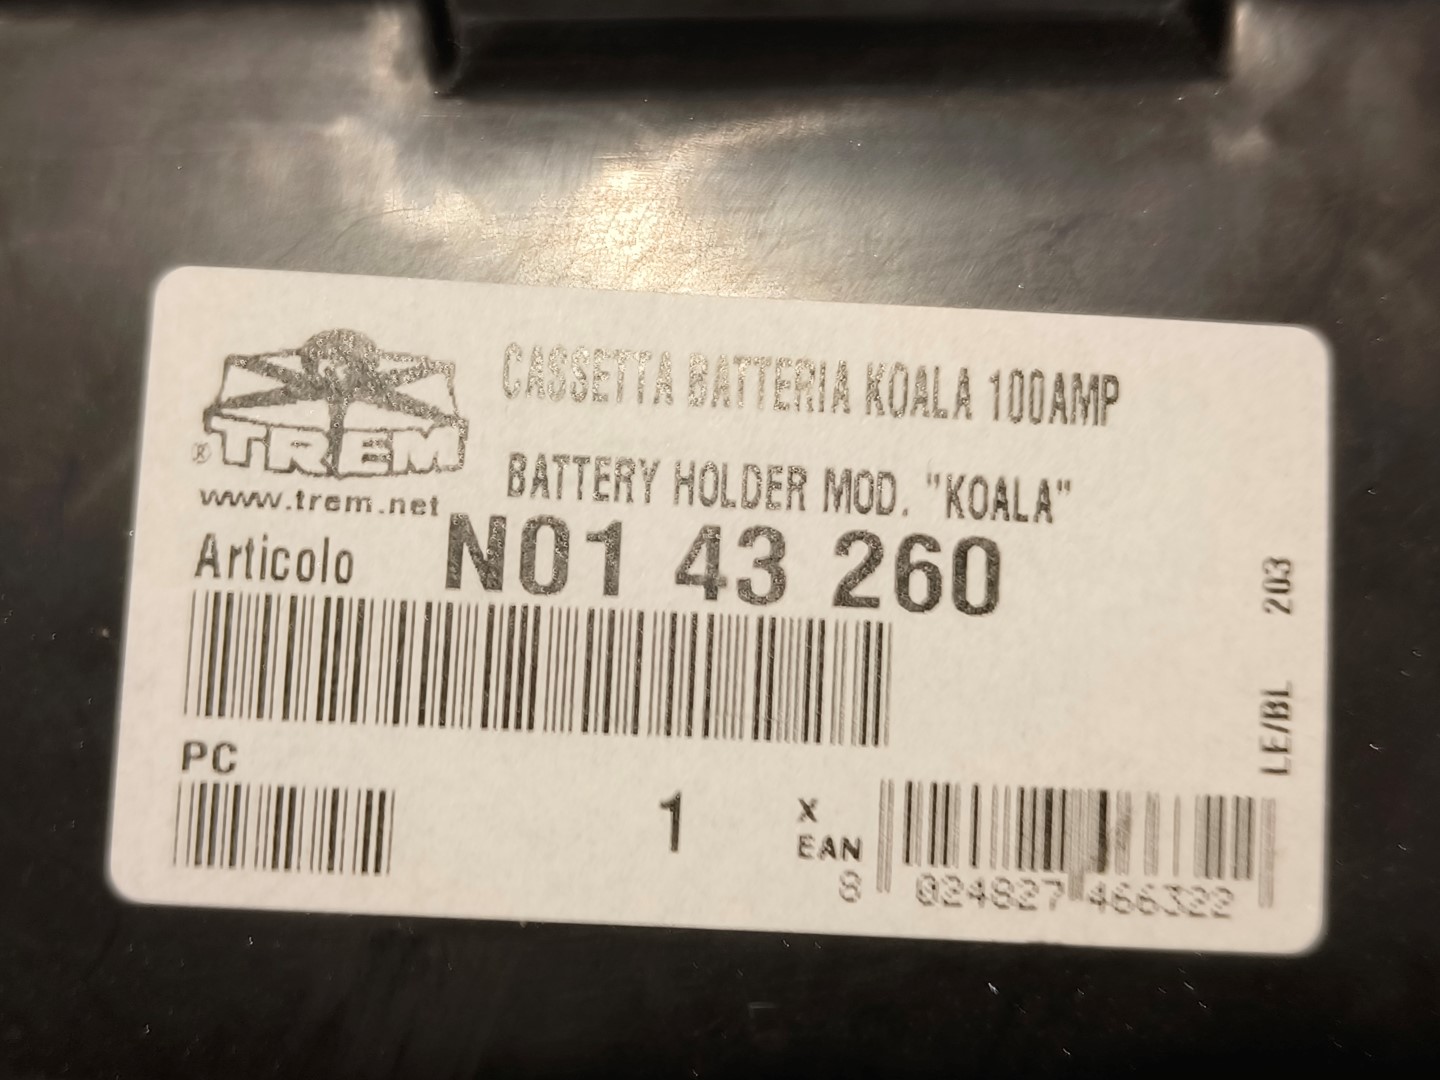 CASSETTA BATTERIA KOALA 100AMP
® TREM
BATTERY HOLDER MOD. "KOALA"
www.trem.net
Articolo N01 43 260
PC
1
X
EAN
8 024827 466322
LE/BL 203